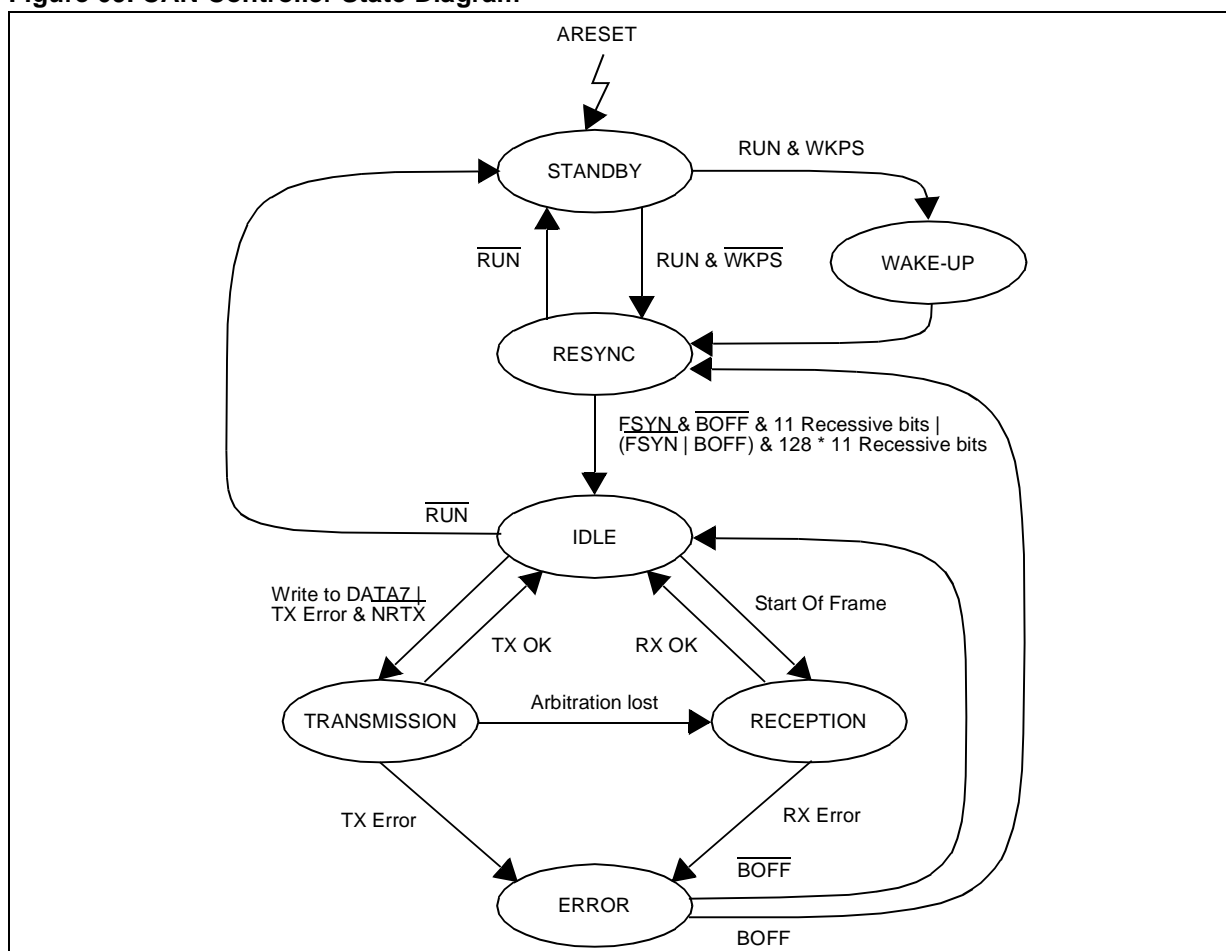 Figure 63. CAN Controller State Diagram
ARESET
STANDBY
RUN & WKPS
WAKE-UP
RUN
RUN & WKPS
RESYNC
FSYN & BOFF & 11 Recessive bits |
(FSYN | BOFF) & 128 * 11 Recessive bits
RUN
IDLE
Write to DATA7 |
TX Error & NRTX
Start Of Frame
TX OK
RX OK
TRANSMISSION
Arbitration lost
RECEPTION
TX Error
RX Error
BOFF
ERROR
BOFF